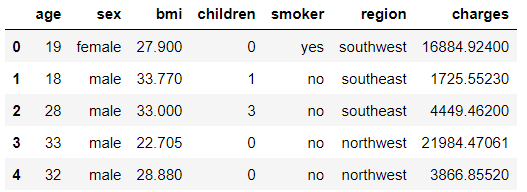 age sex bmi children smoker region charges
0 19 female 27.900 0 yes southwest 16884.92400
1 18 male 33.770 1 no southeast 1725.55230
2 28 male 33.000 3 no southeast 4449.46200
3 33 male 22.705 0 no northwest 21984.47061
4 32 male 28.880 0 no northwest 3866.85520